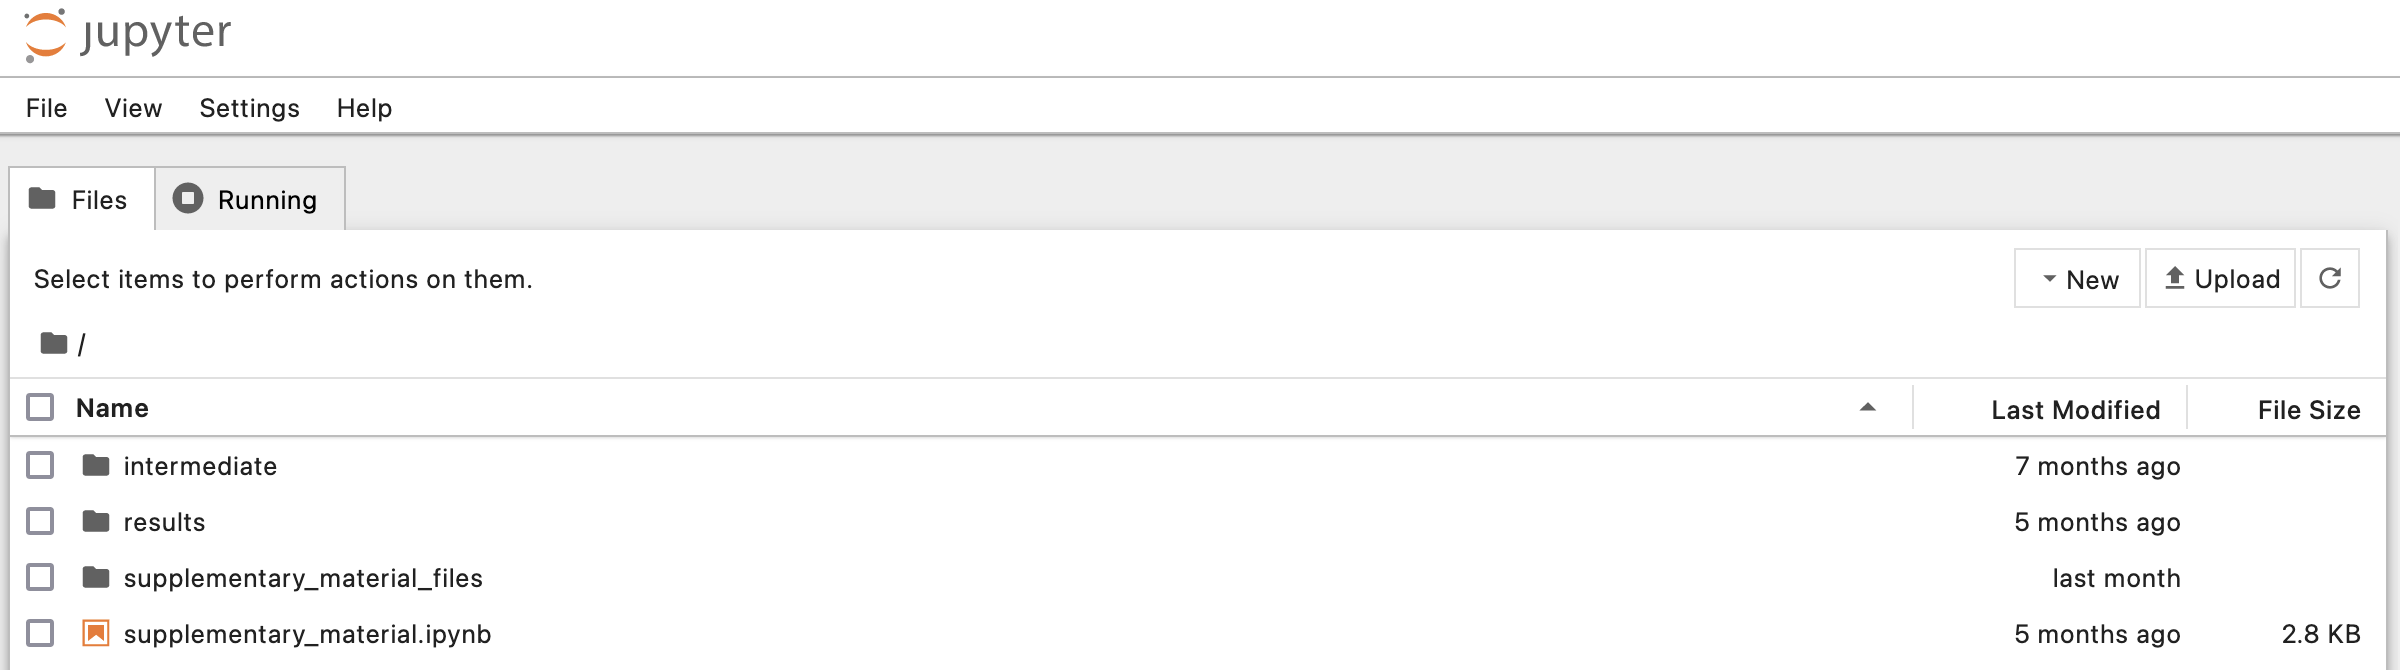 jupyter
File View Settings Help
Files Running
Select items to perform actions on them. New Upload
/
Name Last Modified File Size
intermediate 7 months ago
results 5 months ago
supplementary_material_files last month
supplementary_material.ipynb 5 months ago 2.8 KB